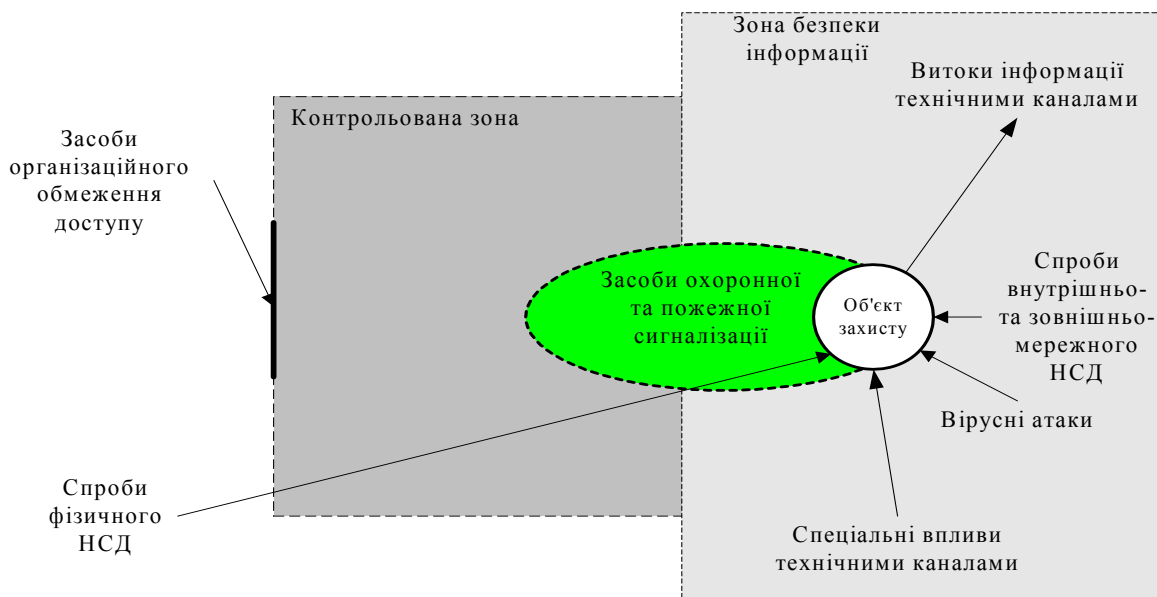 Зона безпеки
інформації
Витоки інформації
технічними каналами
Контрольована зона
Засоби
організаційного
обмеження
доступу
Засоби охоронної
та пожежної
сигналізації
Об'єкт
захисту
Спроби
внутрішньо-
та зовнішньо-
мережного
НСД
Вірусні атаки
Спроби
фізичного
НСД
Спеціальні впливи
технічними каналами